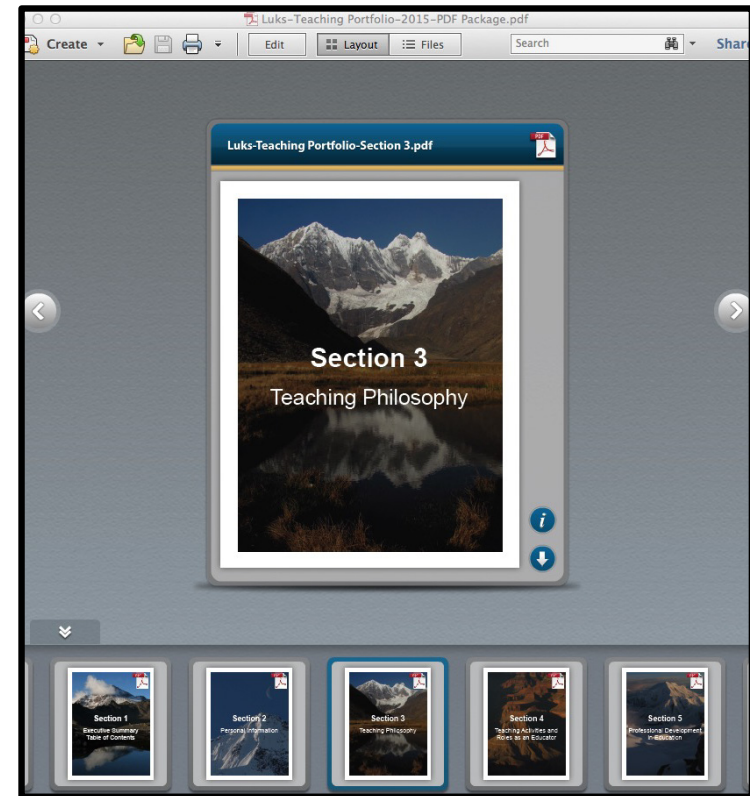 Luks-Teaching Portfolio-2015-PDF Package.pdf
Create Edit Layout Files Search Shar
Luks-Teaching Portfolio-Section 3.pdf
Section 3
Teaching Philosophy
i
Section 1
Executive Summary
Table of Contents
Section 2
Personal Information
Section 3
Teaching Philosophy
Section 4
Teaching Activities and
Roles as an Educator
Section 5
Professional Development
in Education